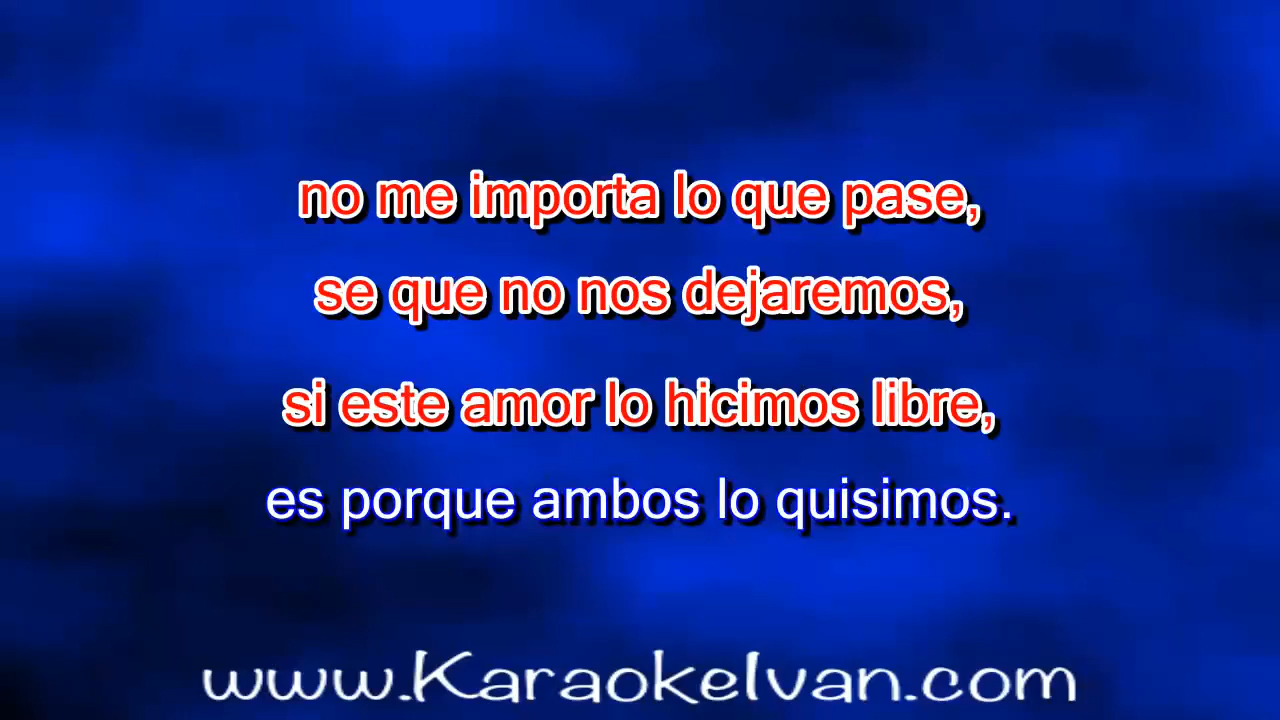 no me importa lo que pase,
se que no nos dejaremos,
si este amor lo hicimos libre,
es porque ambos lo quisimos.
www.KaraokeIvan.com